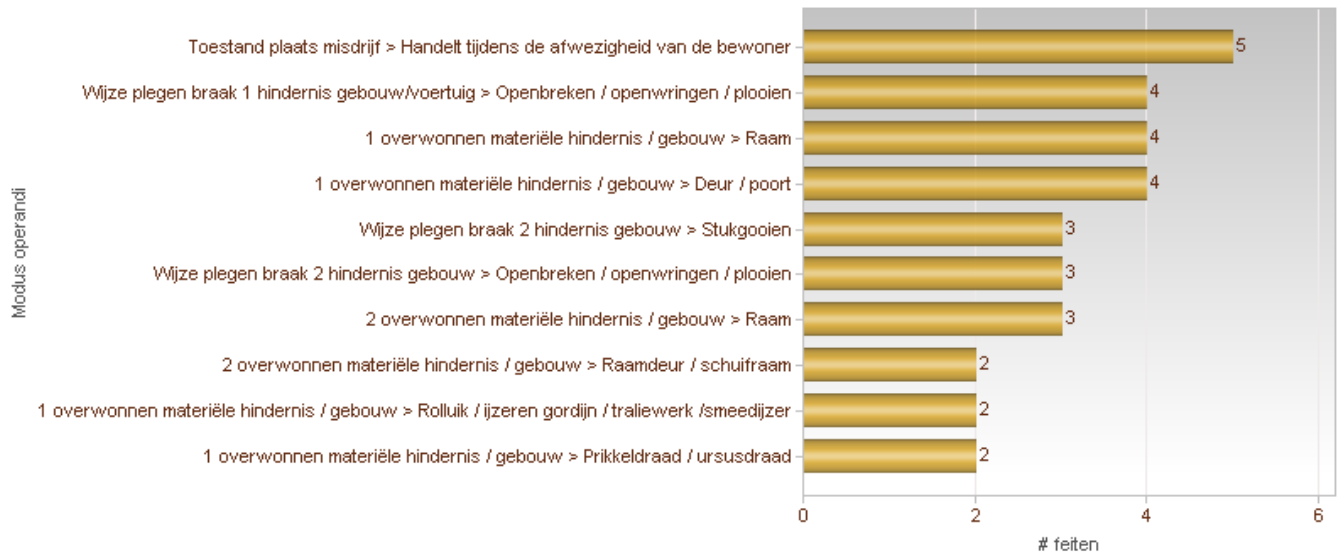 Modus operandi
Toestand plaats misdrijf > Handelt tijdens de afwezigheid van de bewoner 5
Wijze plegen braak 1 hindernis gebouw/voertuig > Openbreken / openwringen / plooien 4
1 overwonnen materiële hindernis / gebouw > Raam 4
1 overwonnen materiële hindernis / gebouw > Deur / poort 4
Wijze plegen braak 2 hindernis gebouw > Stukgooien 3
Wijze plegen braak 2 hindernis gebouw > Openbreken / openwringen / plooien 3
2 overwonnen materiële hindernis / gebouw > Raam 3
2 overwonnen materiële hindernis / gebouw > Raamdeur / schuifraam 2
1 overwonnen materiële hindernis / gebouw > Rolluik / ijzeren gordijn / traliewerk /smeedijzer 2
1 overwonnen materiële hindernis / gebouw > Prikkeldraad / ursusdraad 2
0 2 4 6
# feiten